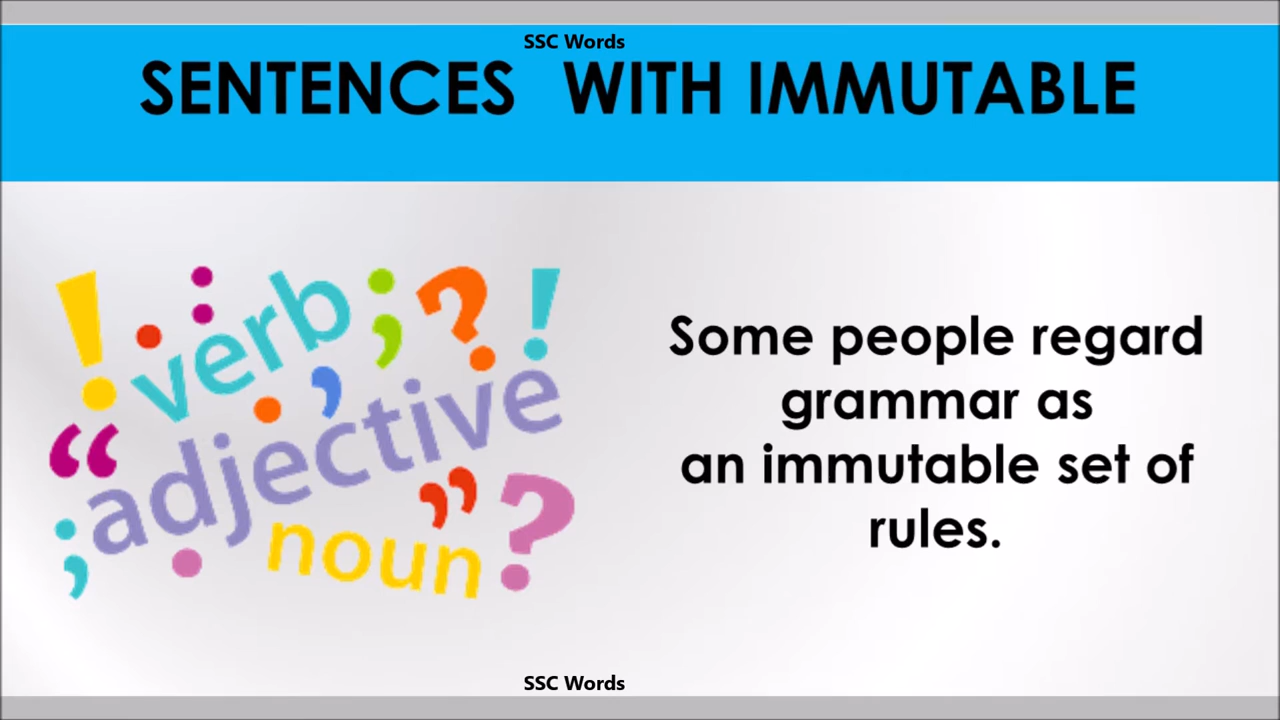 SSC Words
SENTENCES WITH IMMUTABLE
! verb ; ? !
“ adjective ”
; noun ?
Some people regard
grammar as
an immutable set of
rules.
SSC Words